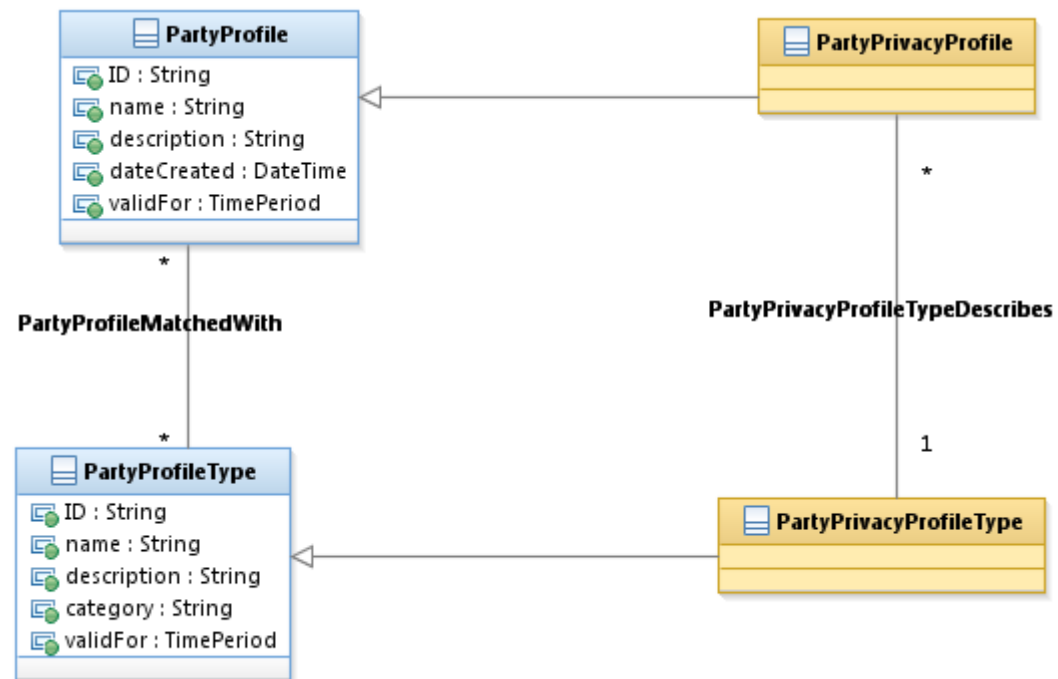 PartyProfile
ID : String
name : String
description : String
dateCreated : DateTime
validFor : TimePeriod
PartyPrivacyProfile
*
*
PartyProfileMatchedWith
PartyPrivacyProfileTypeDescribes
*
1
PartyProfileType
ID : String
name : String
description : String
category : String
validFor : TimePeriod
PartyPrivacyProfileType